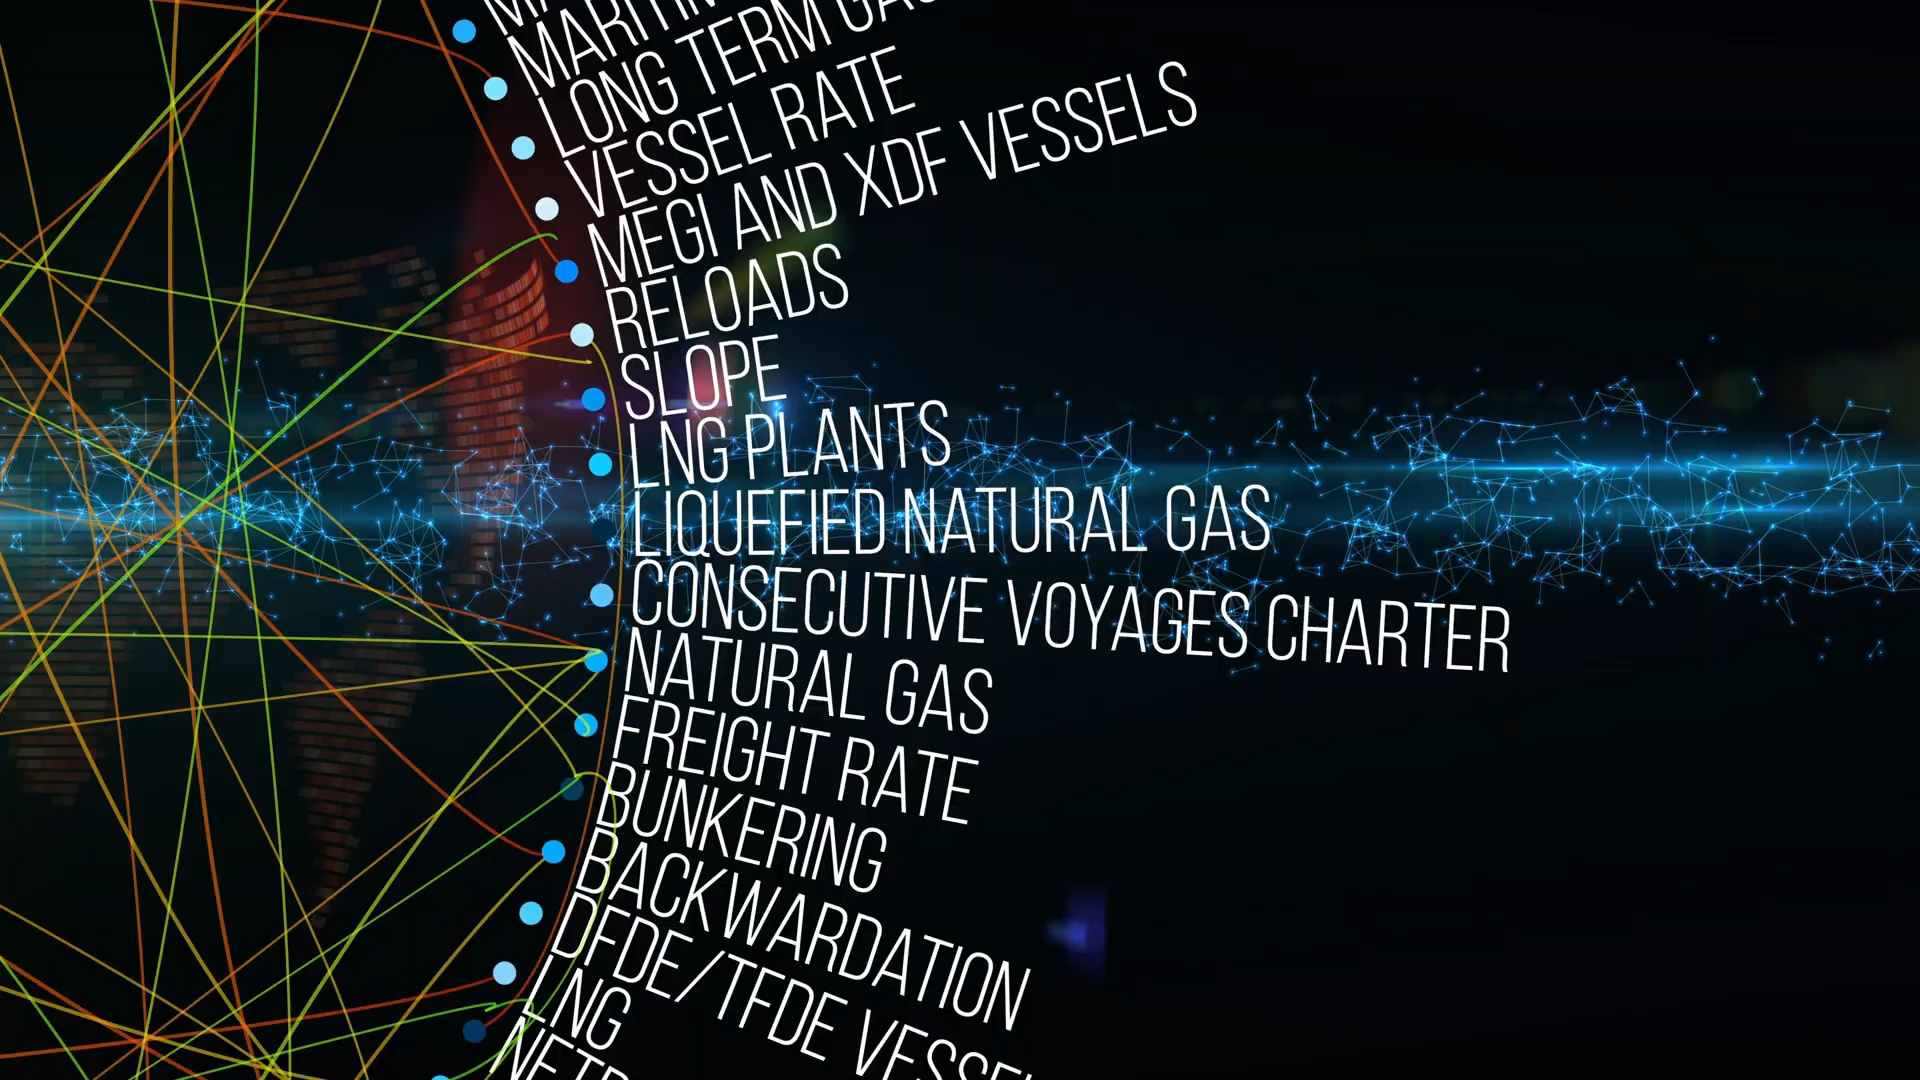 LONG TERM
VESSEL RATE
MEGI AND XDF VESSELS
RELOADS
SLOPE
LNG PLANTS
LIQUEFIED NATURAL GAS
CONSECUTIVE VOYAGES CHARTER
NATURAL GAS
FREIGHT RATE
BUNKERING
BACKWARDATION
DFDE/TFDE
LNG